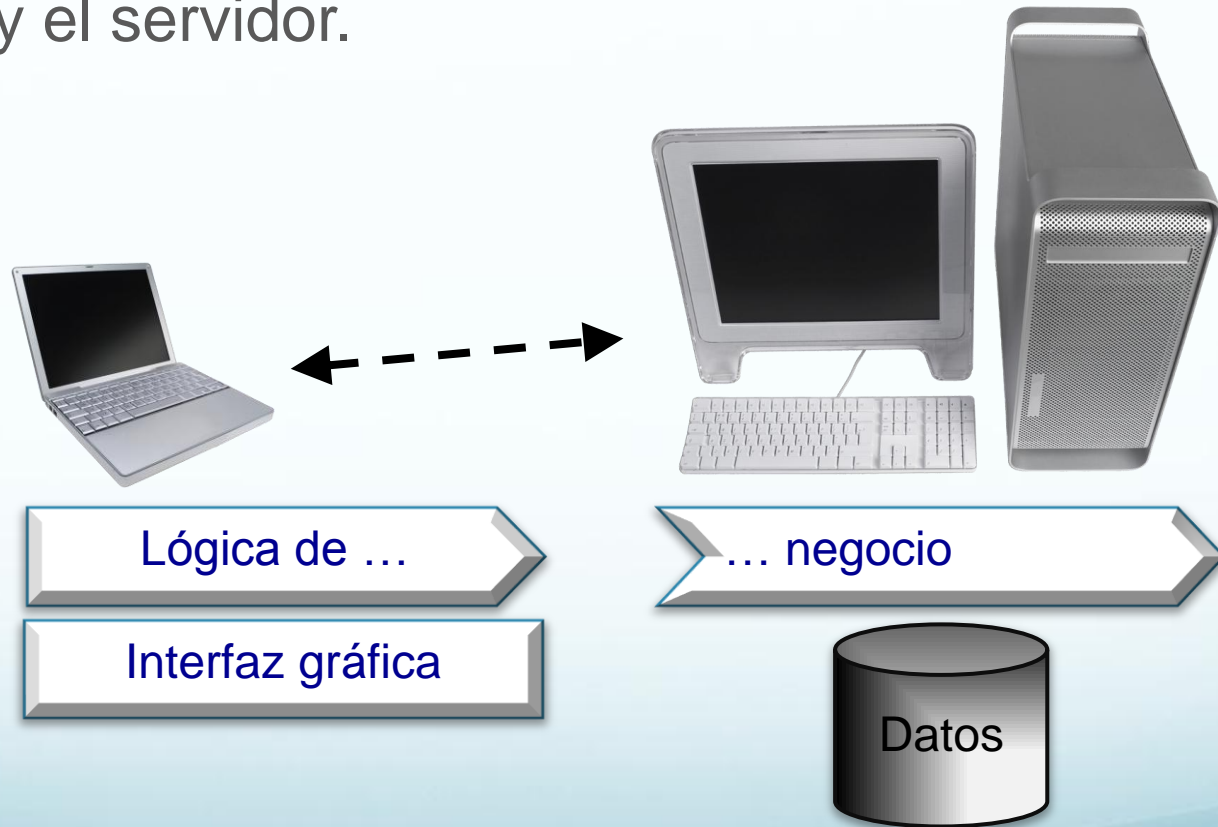 y el servidor.
Lógica de …
… negocio
Interfaz gráfica
Datos